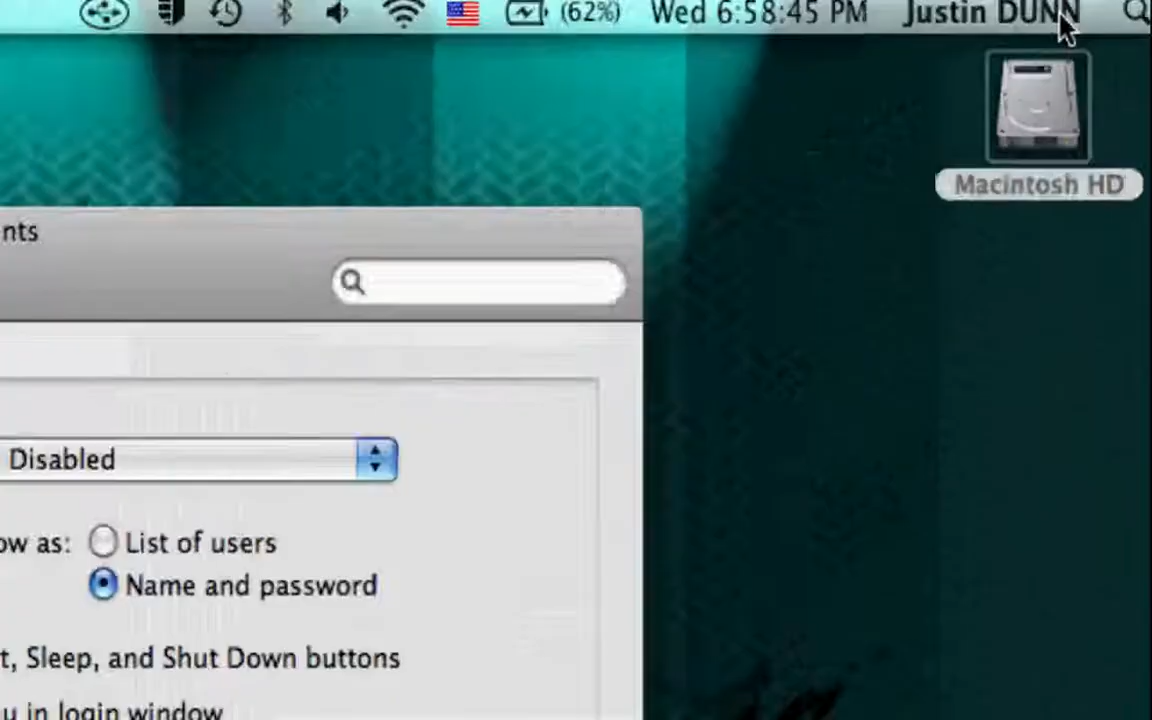 (62%) Wed 6:58:45 PM Justin DUNN
Macintosh HD
nts
Disabled
ow as: List of users
Name and password
t, Sleep, and Shut Down buttons
u in login window